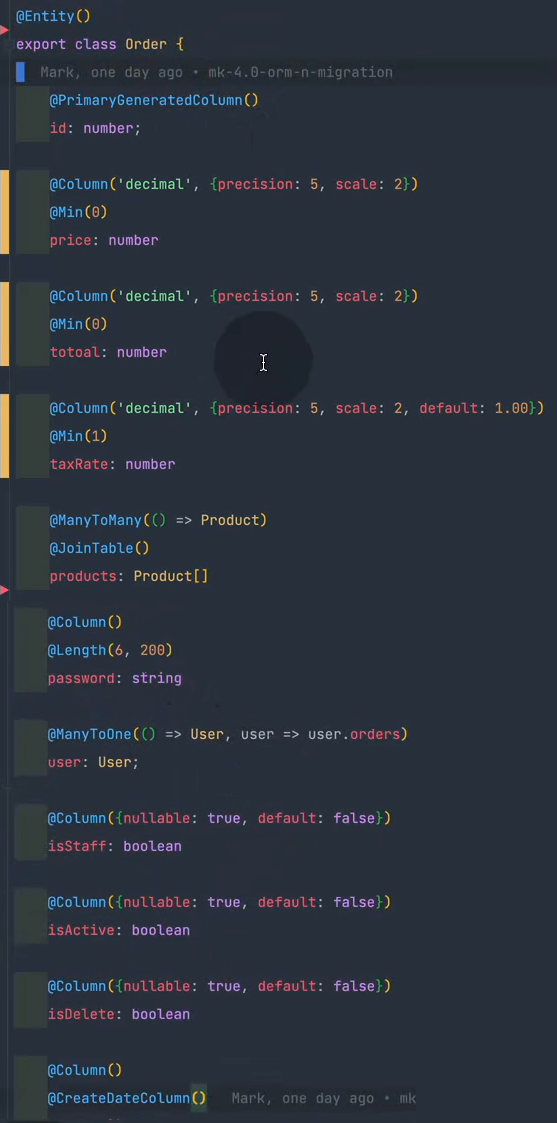 @Entity()
export class Order {
Mark, one day ago • mk-4.0-orm-n-migration
@PrimaryGeneratedColumn()
id: number;
@Column('decimal', {precision: 5, scale: 2})
@Min(0)
price: number
@Column('decimal', {precision: 5, scale: 2})
@Min(0)
totoal: number
@Column('decimal', {precision: 5, scale: 2, default: 1.00})
@Min(1)
taxRate: number
@ManyToMany(() => Product)
@JoinTable()
products: Product[]
@Column()
@Length(6, 200)
password: string
@ManyToOne(() => User, user => user.orders)
user: User;
@Column({nullable: true, default: false})
isStaff: boolean
@Column({nullable: true, default: false})
isActive: boolean
@Column({nullable: true, default: false})
isDelete: boolean
@Column()
@CreateDateColumn() Mark, one day ago • mk